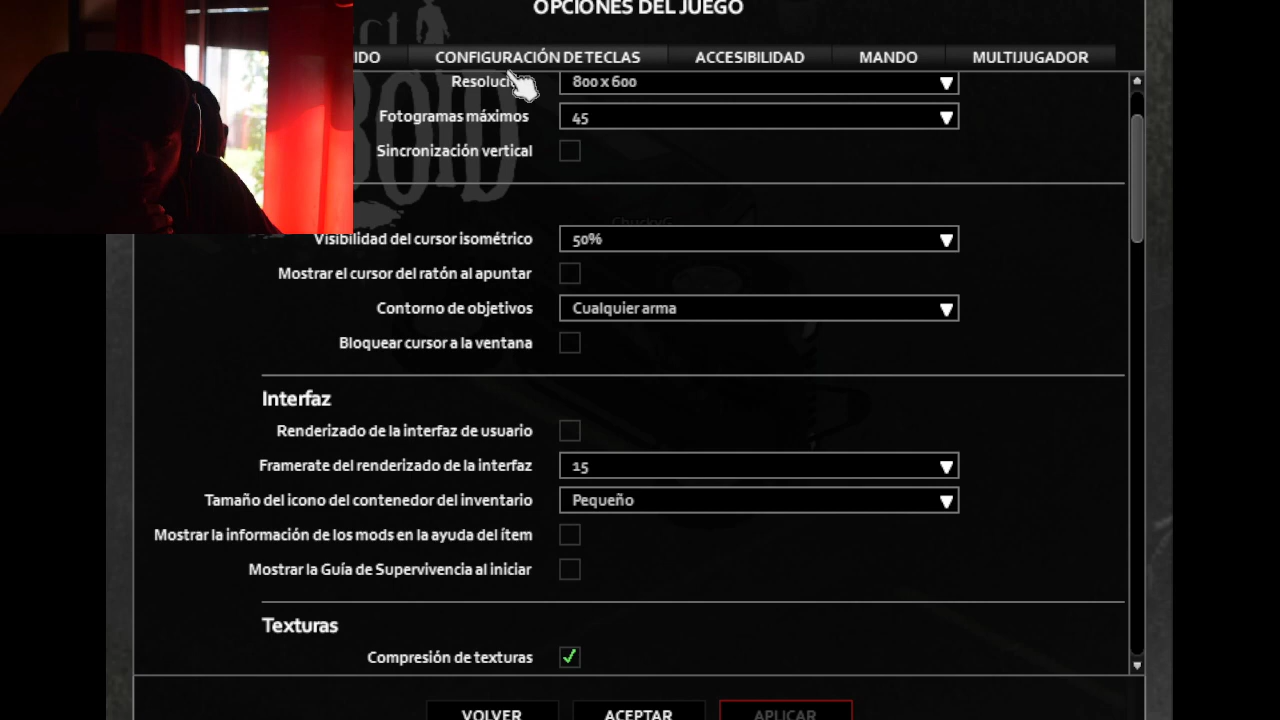 OPCIONES DEL JUEGO
IDO CONFIGURACIÓN DE TECLAS ACCESIBILIDAD MANDO MULTIJUGADOR
800 x 600
Fotogramas máximos 45
Sincronización vertical
ChuckyG
Visibilidad del cursor isométrico 50%
Mostrar el cursor del ratón al apuntar
Contorno de objetivos Cualquier arma
Bloquear cursor a la ventana
Interfaz
Renderizado de la interfaz de usuario
Framerate del renderizado de la interfaz 15
Tamaño del icono del contenedor del inventario Pequeño
Mostrar la información de los mods en la ayuda del ítem
Mostrar la Guía de Supervivencia al iniciar
Texturas
Compresión de texturas
VOLVER ACEPTAR APLICAR